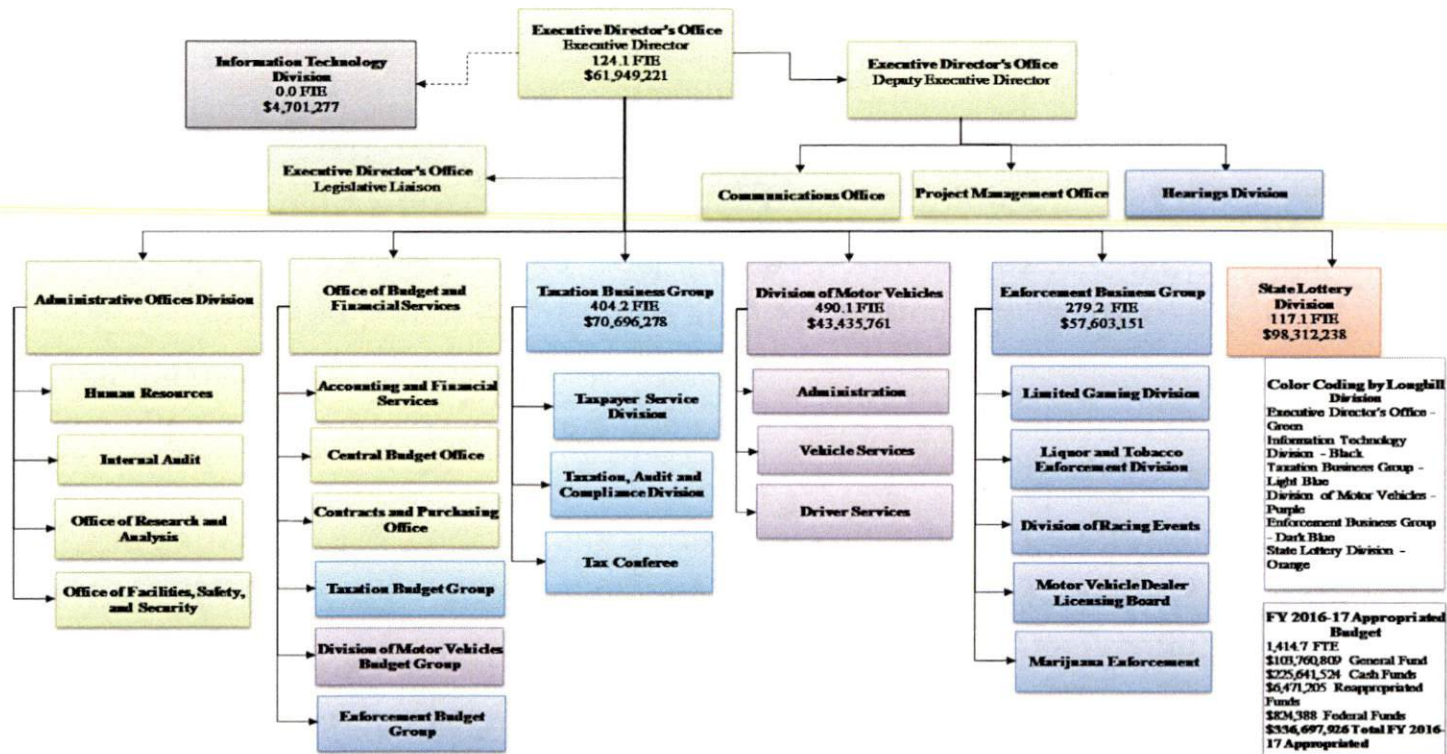 Executive Director's Office
Executive Director
124.1 FTE
$61,949,221
Information Technology
Division
0.0 FTE
$4,701,277
Executive Director's Office
Deputy Executive Director
Executive Director's Office
Legislative Liaison
Communications Office
Project Management Office
Hearings Division
Administrative Offices Division
Human Resources
Internal Audit
Office of Research and
Analysis
Office of Facilities, Safety,
and Security
Office of Budget and
Financial Services
Accounting and Financial
Services
Central Budget Office
Contracts and Purchasing
Office
Taxation Budget Group
Division of Motor Vehicles
Budget Group
Enforcement Budget
Group
Taxation Business Group
404.2 FTE
$70,696,278
Taxpayer Service
Division
Taxation, Audit and
Compliance Division
Tax Conferee
Division of Motor Vehicles
490.1 FTE
$43,435,761
Administration
Vehicle Services
Driver Services
Enforcement Business Group
279.2 FTE
$57,603,151
Limited Gaming Division
Liquor and Tobacco
Enforcement Division
Division of Racing Events
Motor Vehicle Dealer
Licensing Board
Marijuana Enforcement
State Lottery
Division
117.1 FTE
$98,312,238
Color Coding by Longbill
Division
Executive Director's Office -
Green
Information Technology
Division - Black
Taxation Business Group -
Light Blue
Division of Motor Vehicles -
Purple
Enforcement Business Group
- Dark Blue
State Lottery Division -
Orange
FY 2016-17 Appropriated
Budget
1,414.7 FTE
$103,760,809 General Fund
$225,641,524 Cash Funds
$6,471,205 Reappropriated
Funds
$824,388 Federal Funds
$336,697,926 Total FY 2016-
17 Appropriated